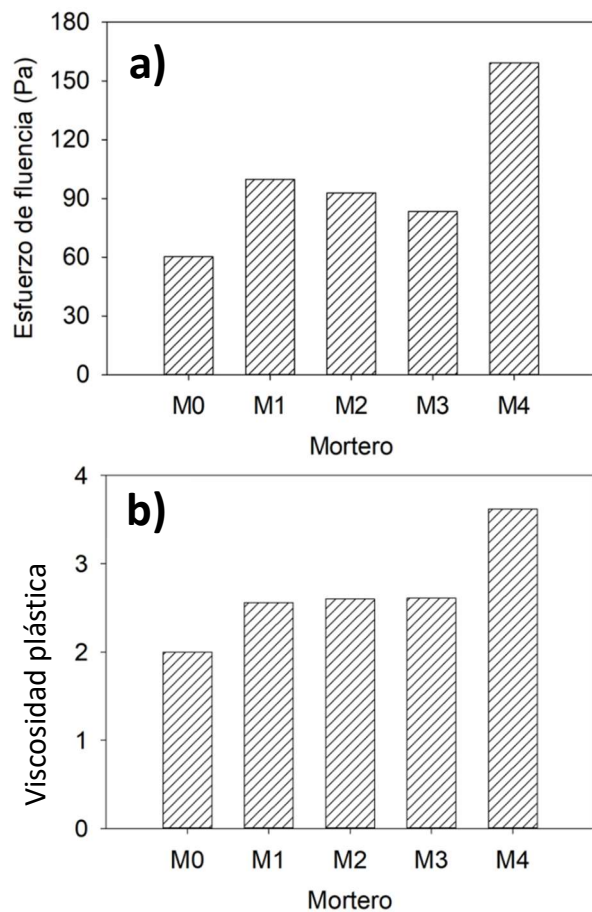 180
a)
150
120
90
60
30
0
Esfuerzo de fluencia (Pa)
M0 M1 M2 M3 M4
Mortero
4
b)
3
2
1
0
Viscosidad plástica
M0 M1 M2 M3 M4
Mortero